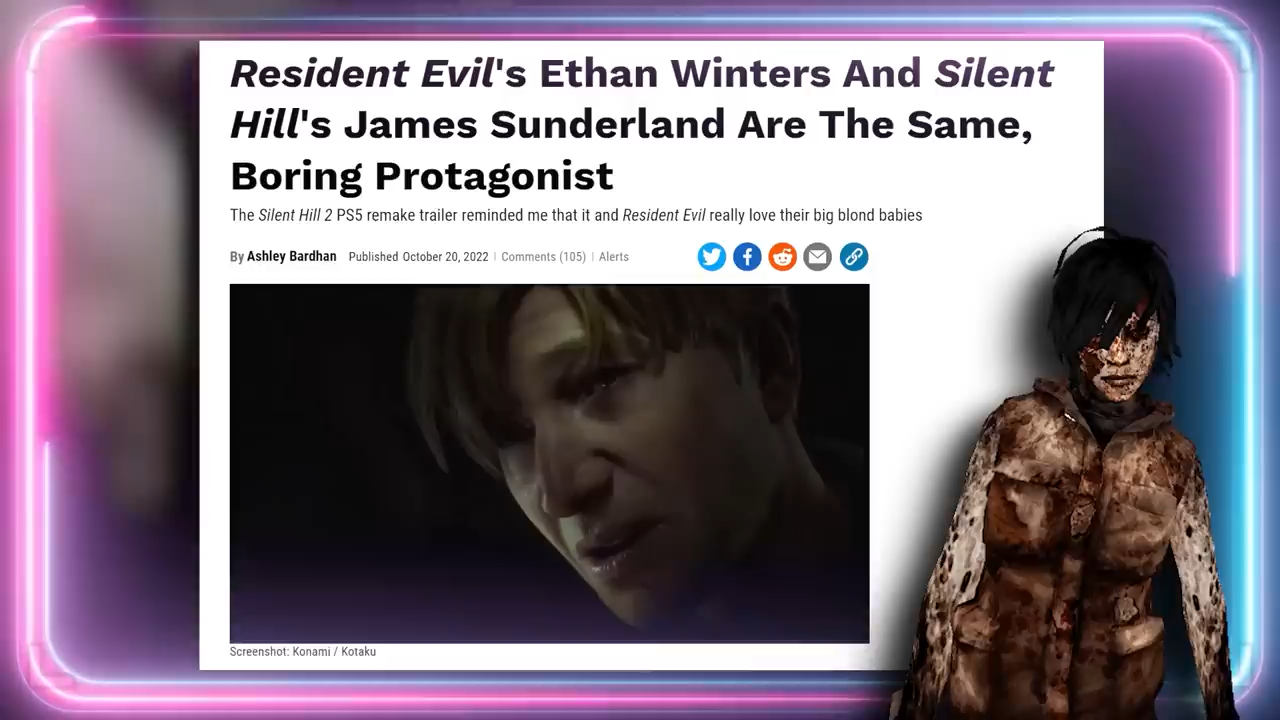 Resident Evil's Ethan Winters And Silent
Hill's James Sunderland Are The Same,
Boring Protagonist
The Silent Hill 2 PS5 remake trailer reminded me that it and Resident Evil really love their big blond babies
By Ashley Bardhan Published October 20, 2022 | Comments (105) | Alerts
Screenshot: Konami / Kotaku